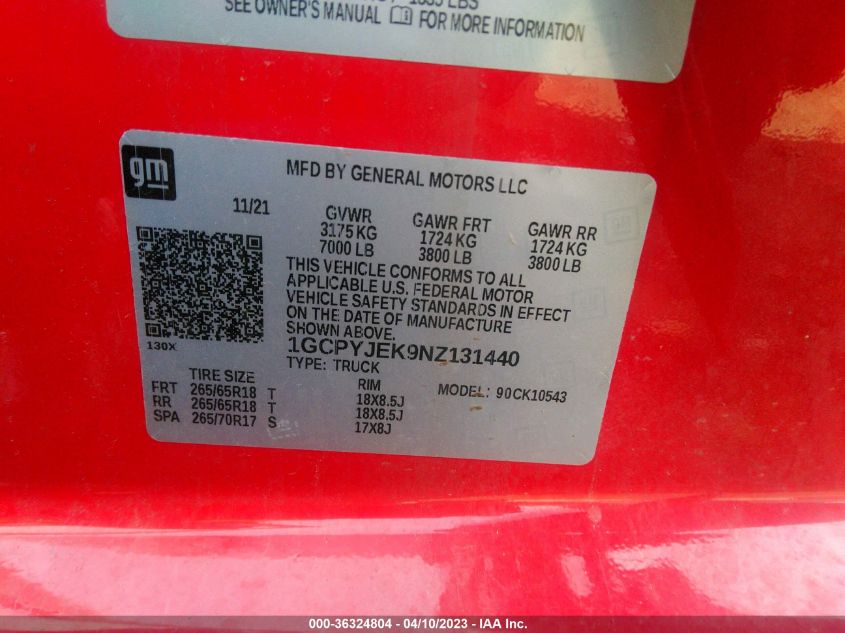 LBS
SEE OWNER'S MANUAL FOR MORE INFORMATION
gm
MFD BY GENERAL MOTORS LLC
11/21
GVWR GAWR FRT GAWR RR
3175 KG 1724 KG 1724 KG
7000 LB 3800 LB 3800 LB
THIS VEHICLE CONFORMS TO ALL
APPLICABLE U.S. FEDERAL MOTOR
VEHICLE SAFETY STANDARDS IN EFFECT
ON THE DATE OF MANUFACTURE
SHOWN ABOVE.
130X
1GCPYJEK9NZ131440
TYPE: TRUCK
TIRE SIZE RIM MODEL: 90CK10543
FRT 265/65R18 T 18X8.5J
RR 265/65R18 T 18X8.5J
SPA 265/70R17 S 17X8J
000-36324804 - 04/10/2023 - IAA Inc.